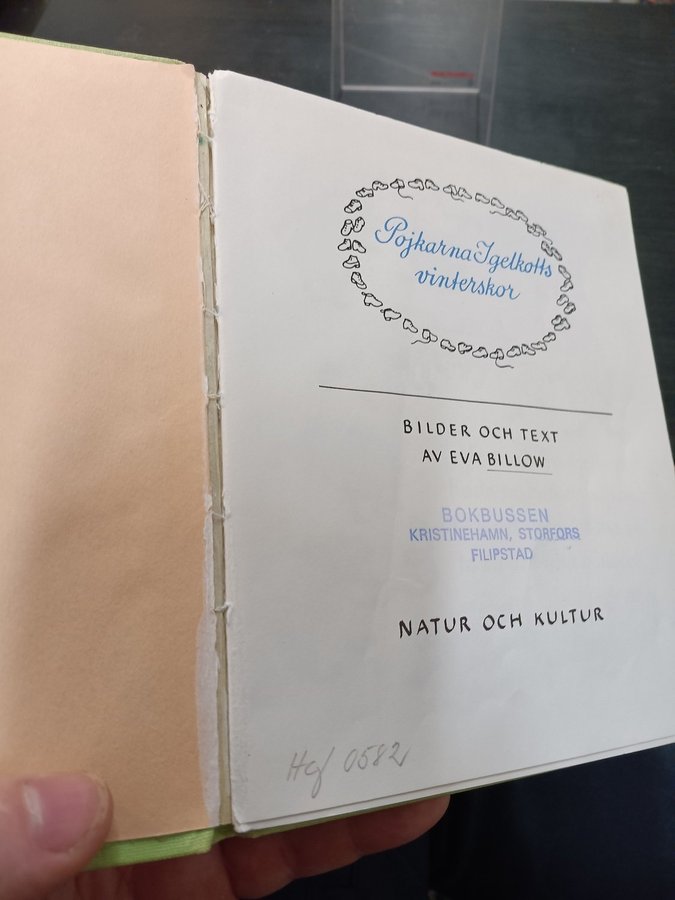 Pojkarna Igelkotts
vinterskor
BILDER OCH TEXT
AV EVA BILLOW
BOKBUSSEN
KRISTINEHAMN, STORFORS
FILIPSTAD
NATUR OCH KULTUR
Hcf 0582